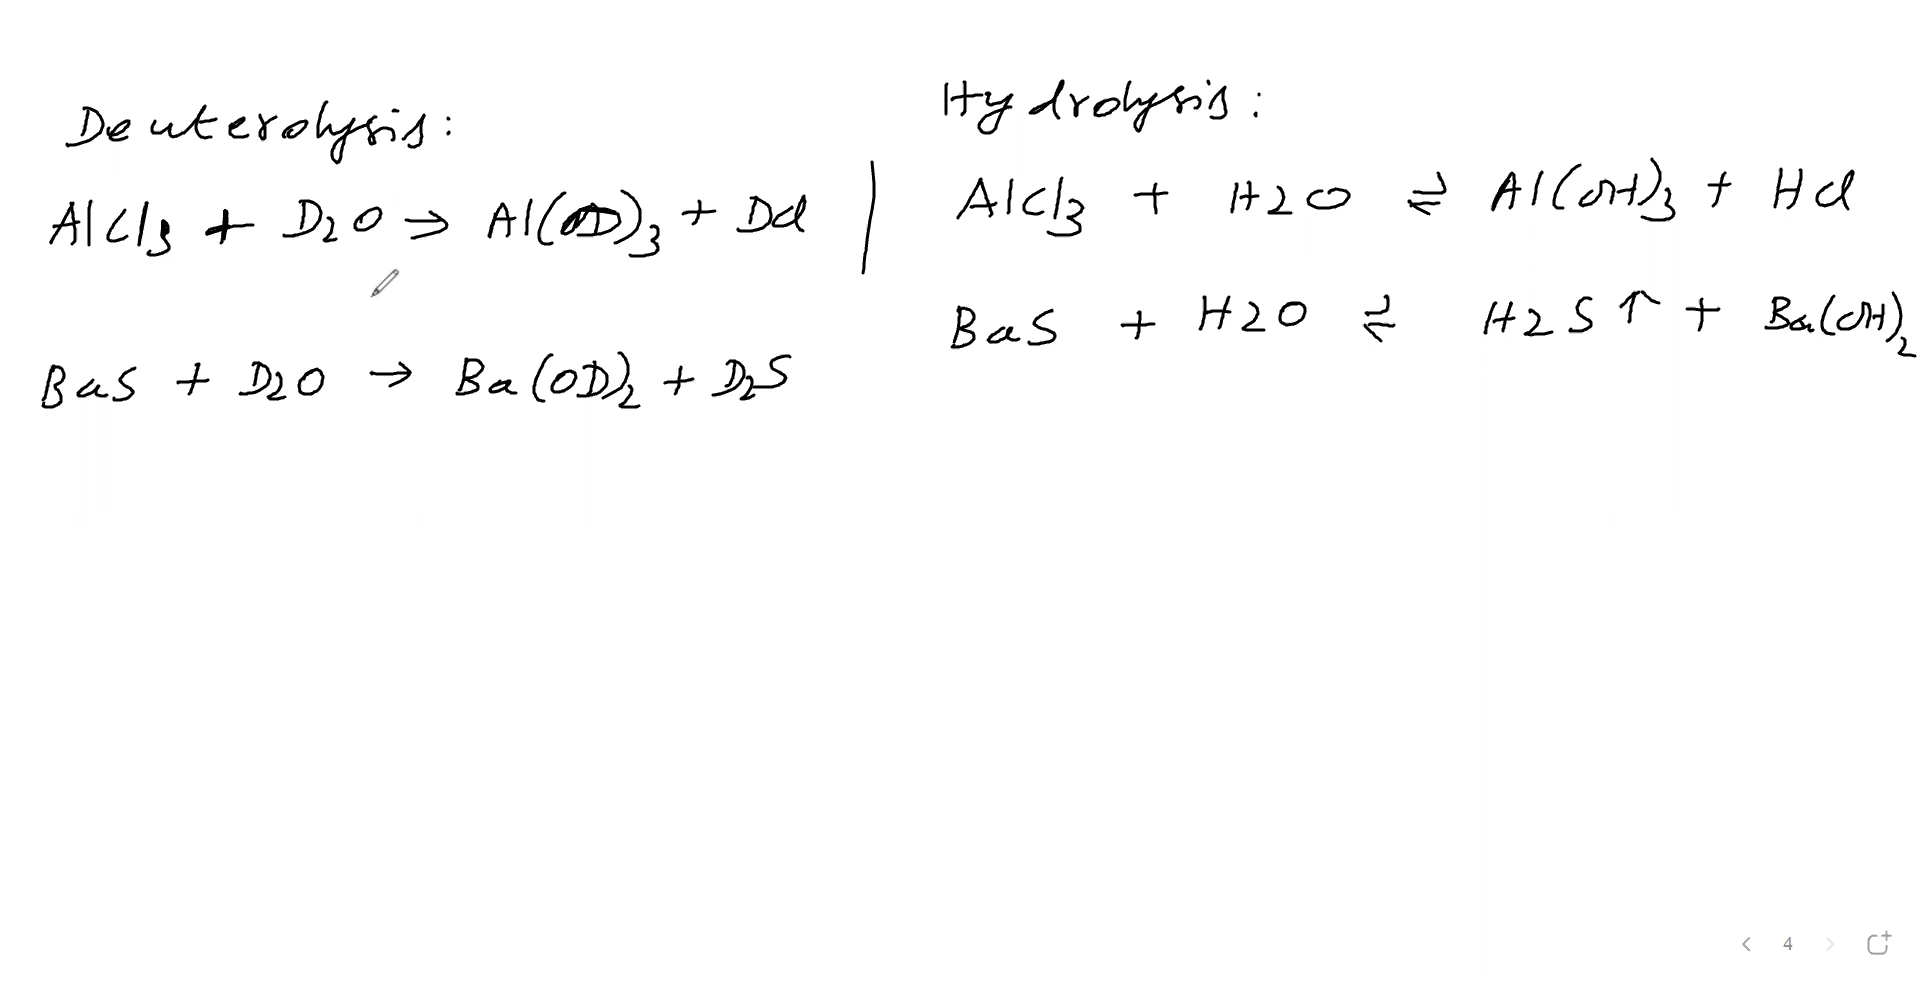 Deuterolysis:
AlCl3 + D2O → Al(OD)3 + DCl
BaS + D2O → Ba(OD)2 + D2S
Hydrolysis:
AlCl3 + H2O ⇌ Al(OH)3 + HCl
BaS + H2O ⇌ H2S↑ + Ba(OH)2
< 4 >